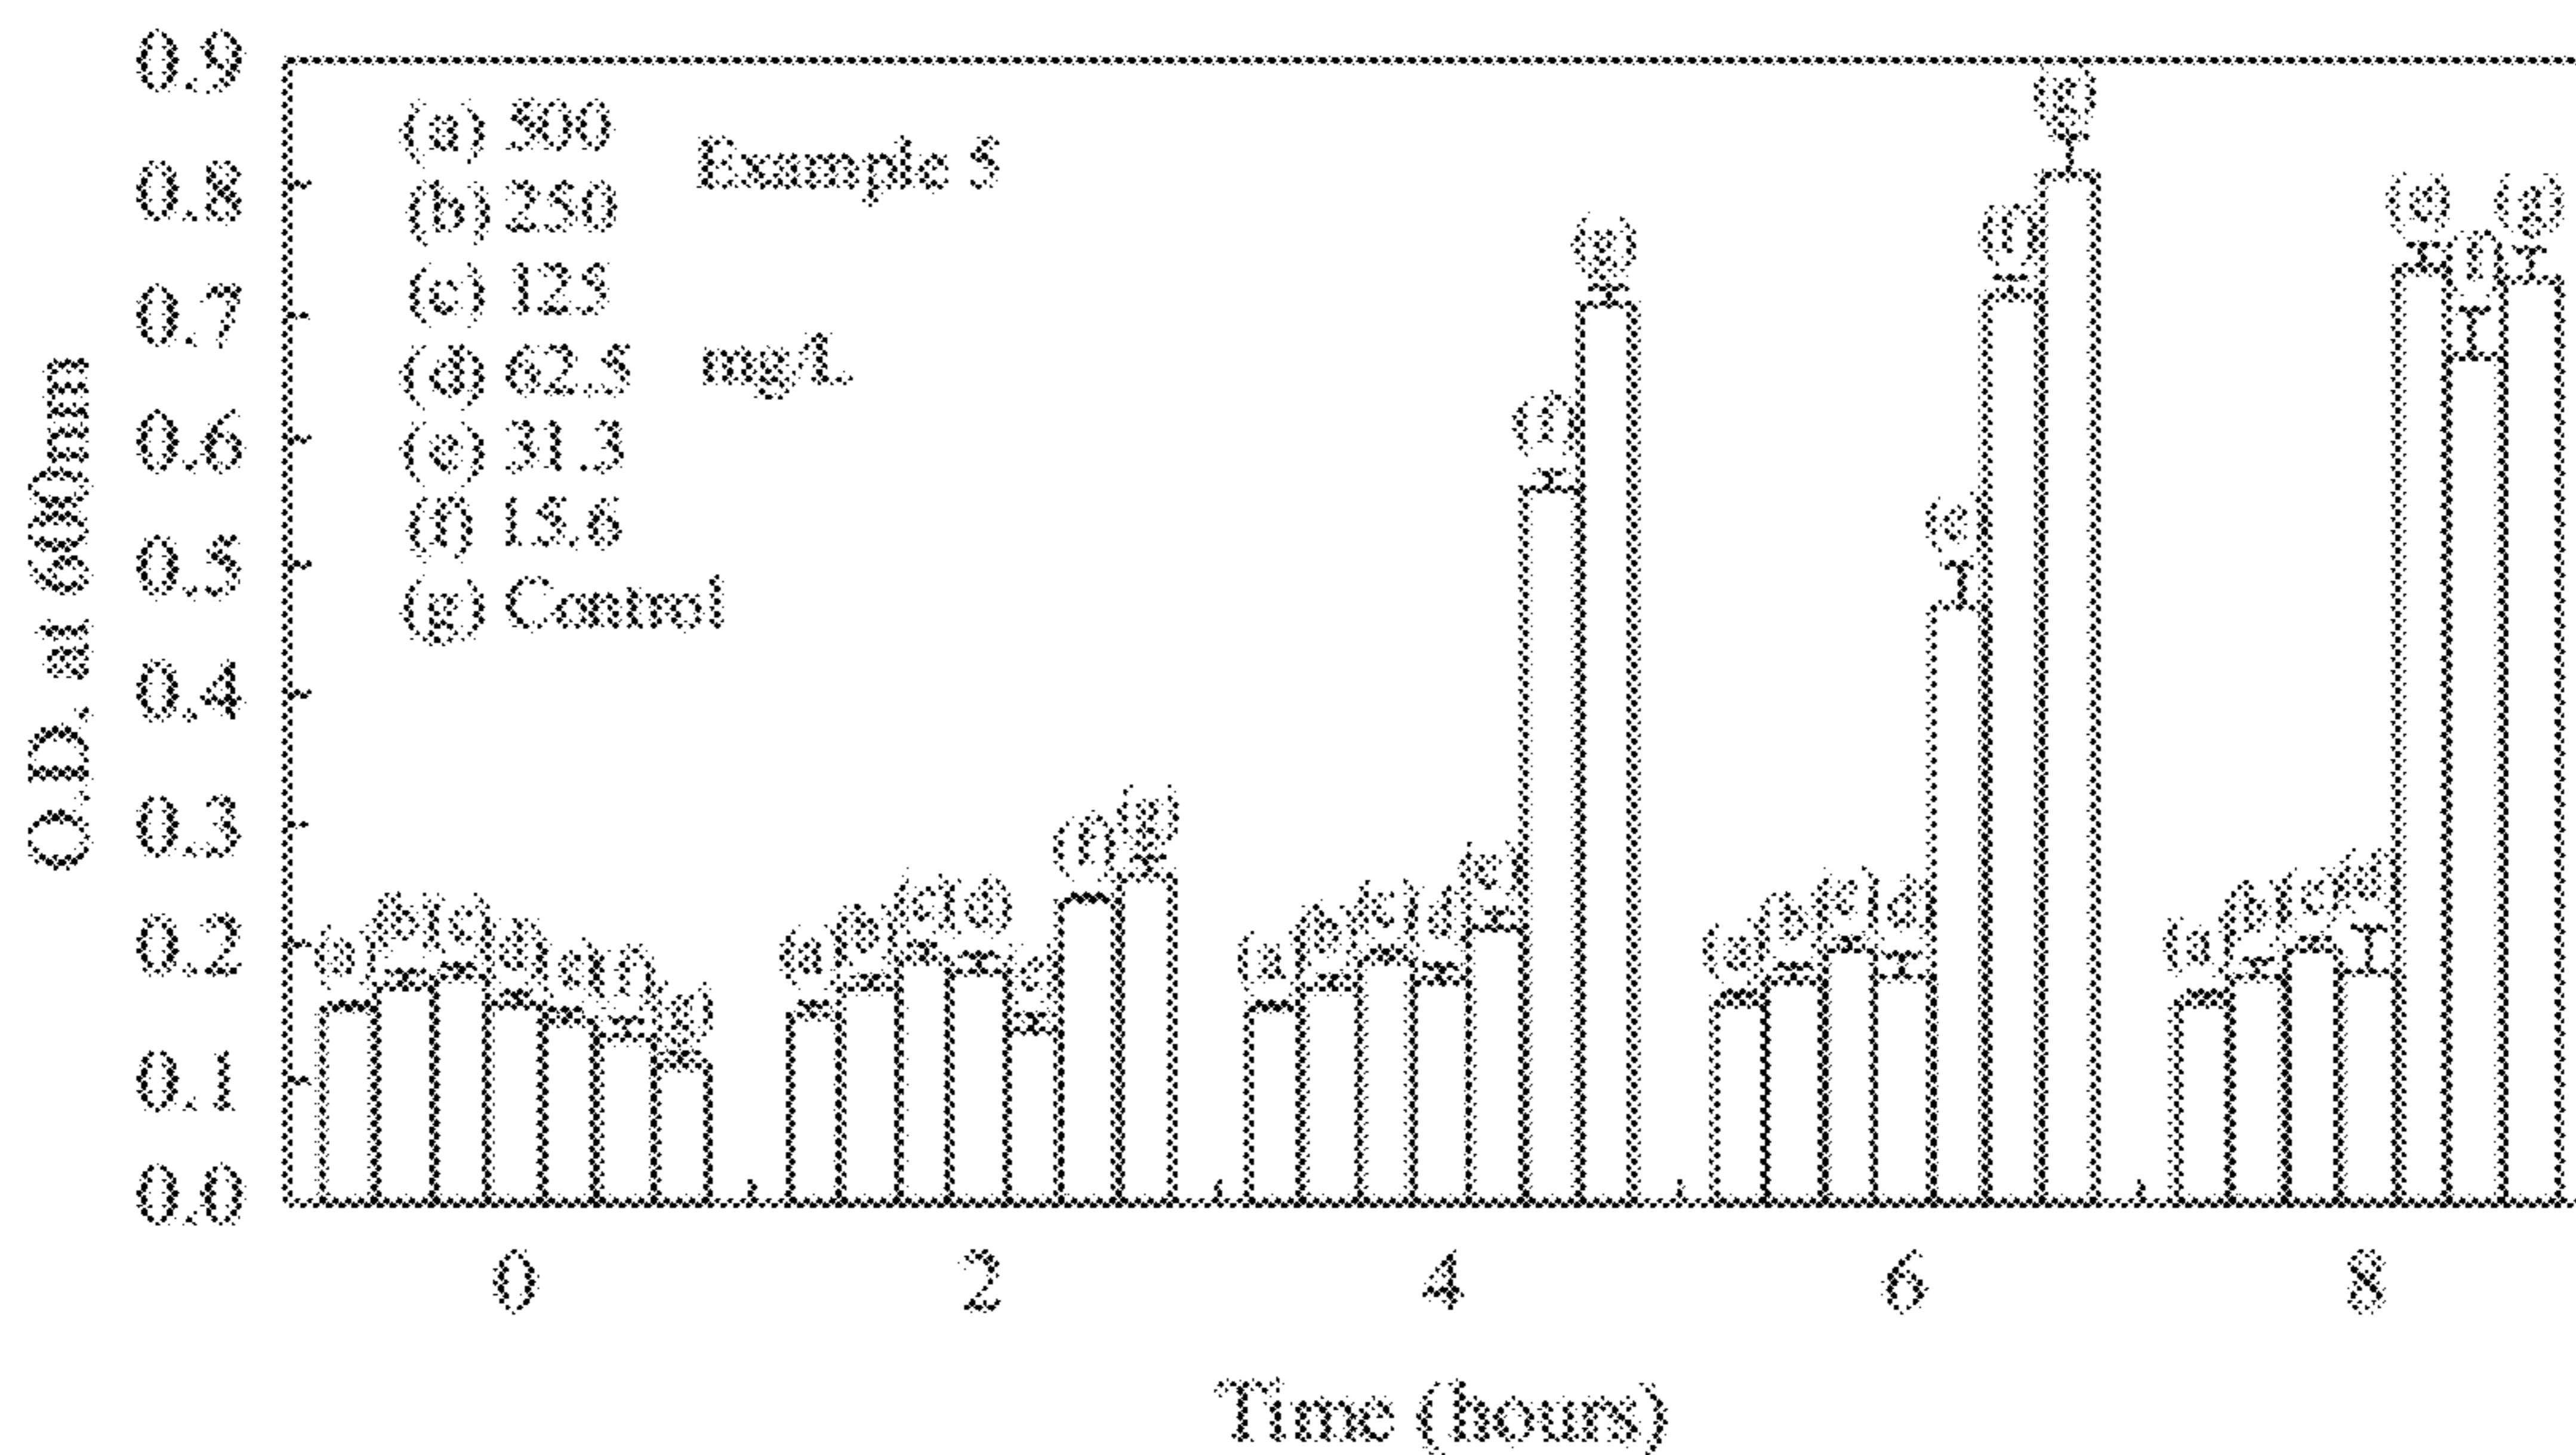 0.9
0.8
0.7
0.6
0.5
0.4
0.3
0.2
0.1
0.0
O.D. at 600nm
(a) 500
(b) 250
(c) 125
(d) 62.5
(e) 31.3
(f) 15.6
(g) Control
Example 5
mg/L
(a) (b) (c) (d) (e) (f) (g)
(a) (b) (c) (d) (e) (f) (g)
(a) (b) (c) (d) (e) (f) (g)
(a) (b) (c) (d) (e) (f) (g)
(a) (b) (c) (d) (e) (f) (g)
0 2 4 6 8
Time (hours)